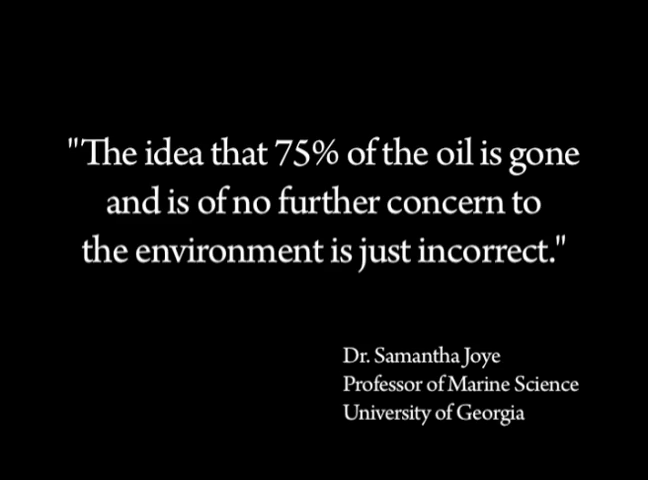 "The idea that 75% of the oil is gone
and is of no further concern to
the environment is just incorrect."
Dr. Samantha Joye
Professor of Marine Science
University of Georgia